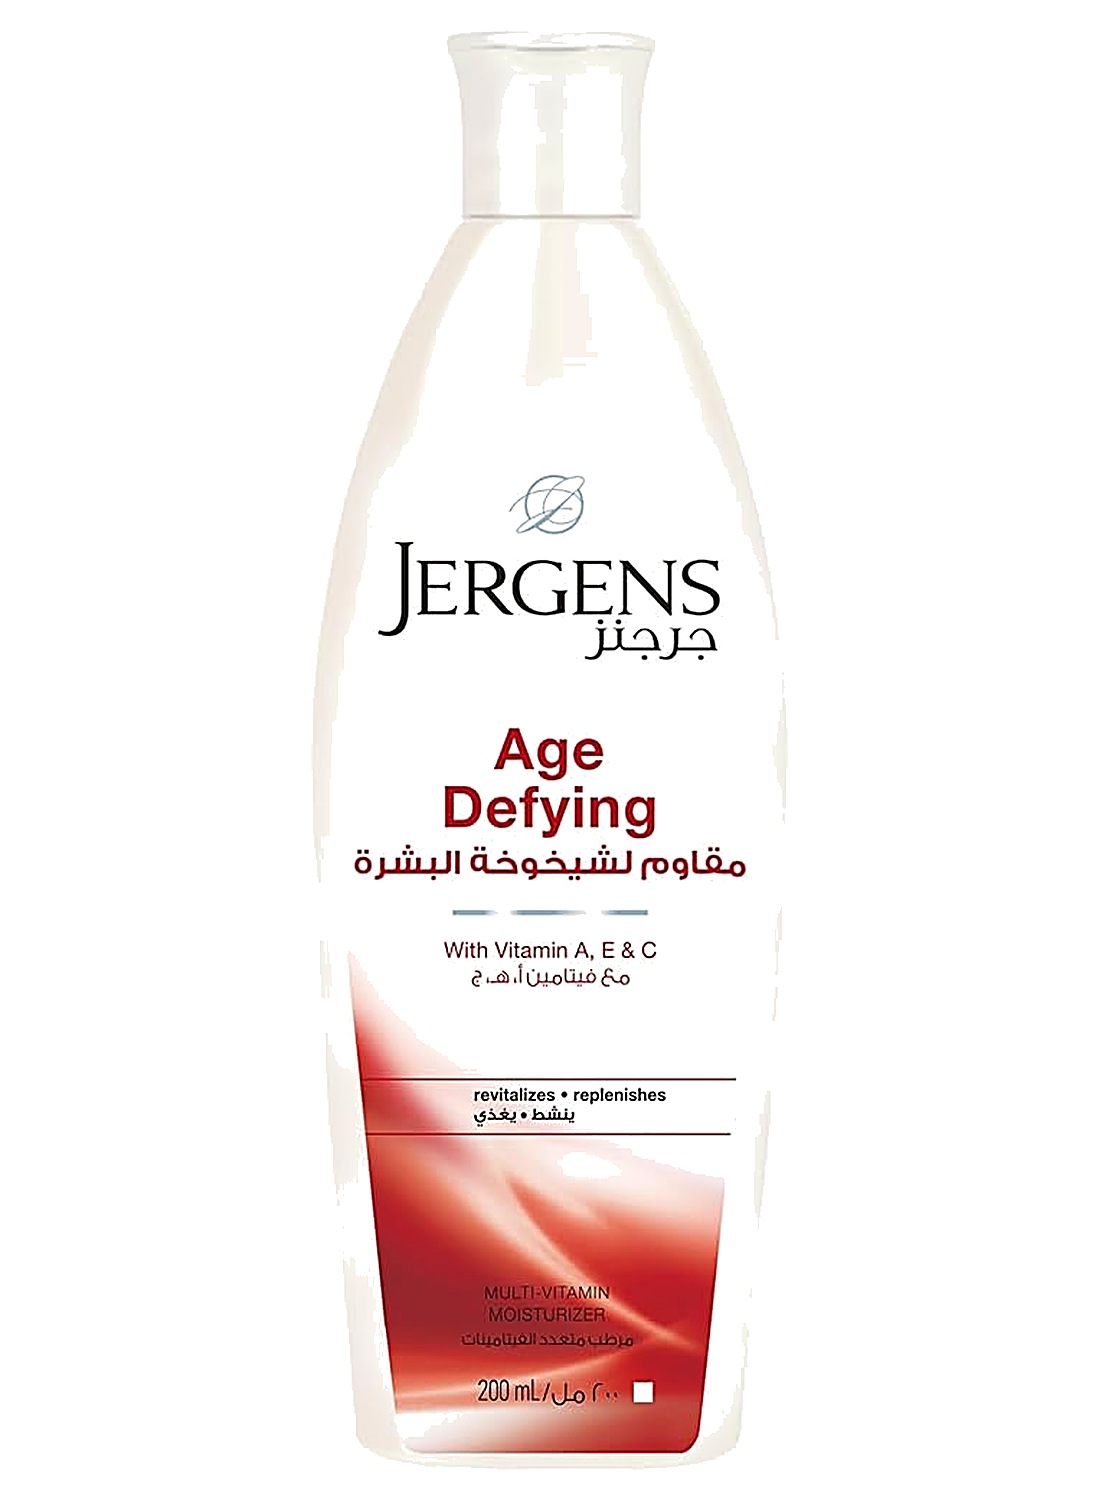 JERGENS
جرجنز
Age
Defying
مقاوم لشيخوخة البشرة
With Vitamin A, E & C
مع فيتامين أ، هـ، ج
revitalizes • replenishes
ينشط • يغذي
MULTI-VITAMIN
MOISTURIZER
مرطب متعدد الفيتامينات
200 mL/مل ٢٠٠